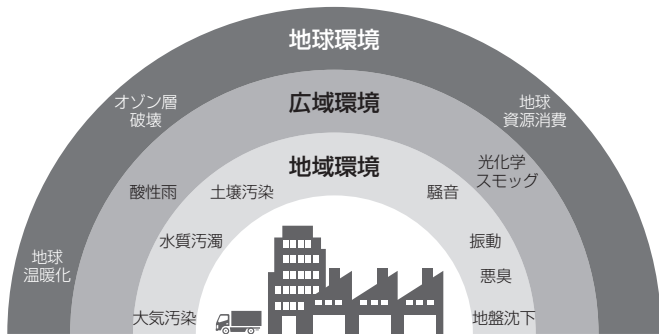 地球環境
オゾン層
破壊
広域環境
地球
資源消費
地域環境
光化学
スモッグ
酸性雨
土壌汚染
騒音
水質汚濁
振動
地球
温暖化
悪臭
大気汚染
地盤沈下